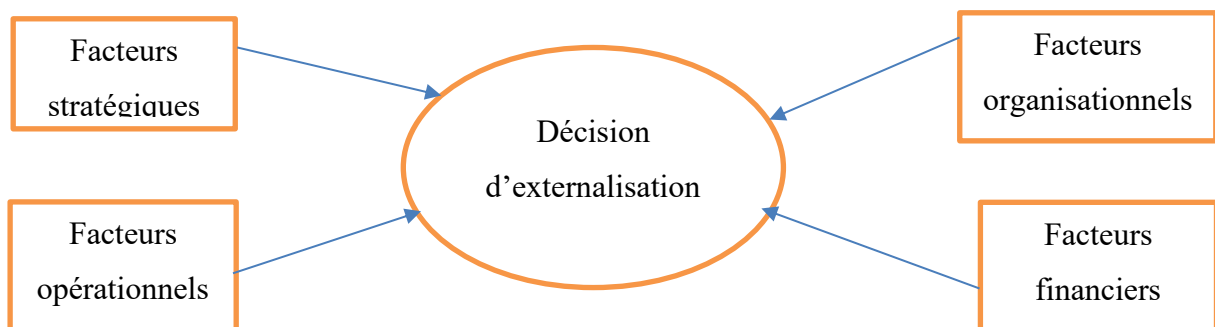 Facteurs
stratégiques
Facteurs
organisationnels
Décision
d’externalisation
Facteurs
opérationnels
Facteurs
financiers